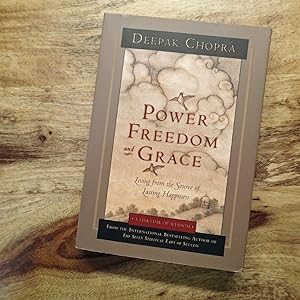 DEEPAK CHOPRA
POWER
FREEDOM
and GRACE
Living from the Source of
Lasting Happiness
• A LIFETIME OF WISDOM •
FROM THE INTERNATIONAL BESTSELLING AUTHOR OF
THE SEVEN SPIRITUAL LAWS OF SUCCESS